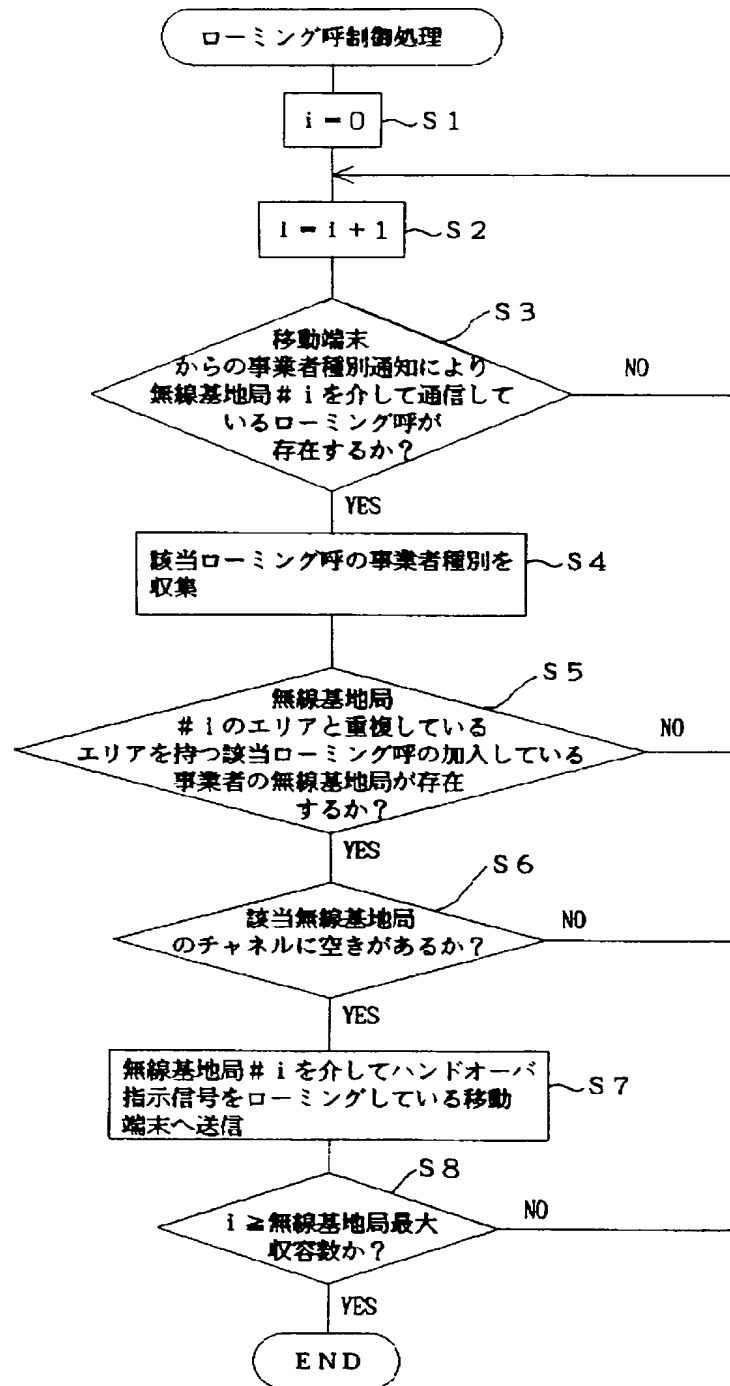 ローミング呼制御処理
i=0
S1
i=i+1
S2
S3
移動端末
からの事業者種別通知により
無線基地局#iを介して通信して
いるローミング呼が
存在するか?
NO
YES
該当ローミング呼の事業者種別を
収集
S4
S5
無線基地局
#iのエリアと重複している
エリアを持つ該当ローミング呼の加入している
事業者の無線基地局が存在
するか?
NO
YES
S6
該当無線基地局
のチャネルに空きがあるか?
NO
YES
無線基地局#iを介してハンドオーバ
指示信号をローミングしている移動
端末へ送信
S7
S8
i≧無線基地局最大
収容数か?
NO
YES
END